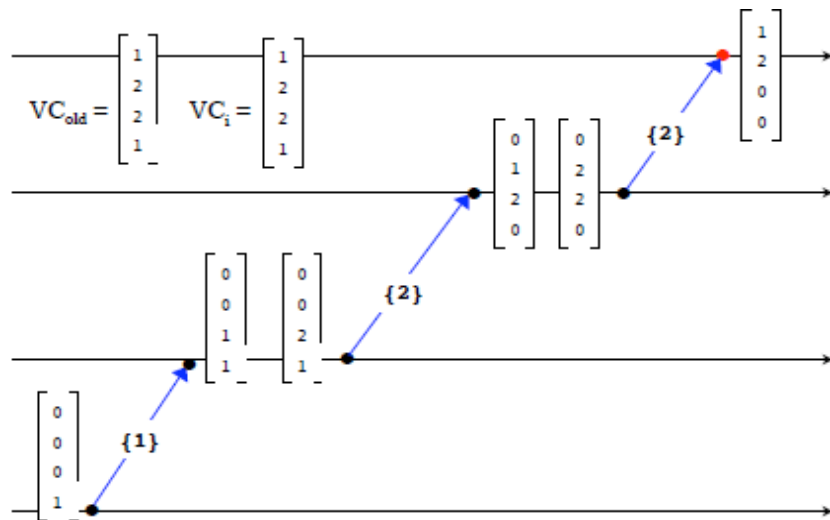 VC_old = [1 2 2 1]
VC_i = [1 2 2 1]
[1 2 0 0]
{2}
[0 1 2 0]
[0 2 2 0]
{2}
[0 0 1 1]
[0 0 2 1]
{1}
[0 0 0 1]